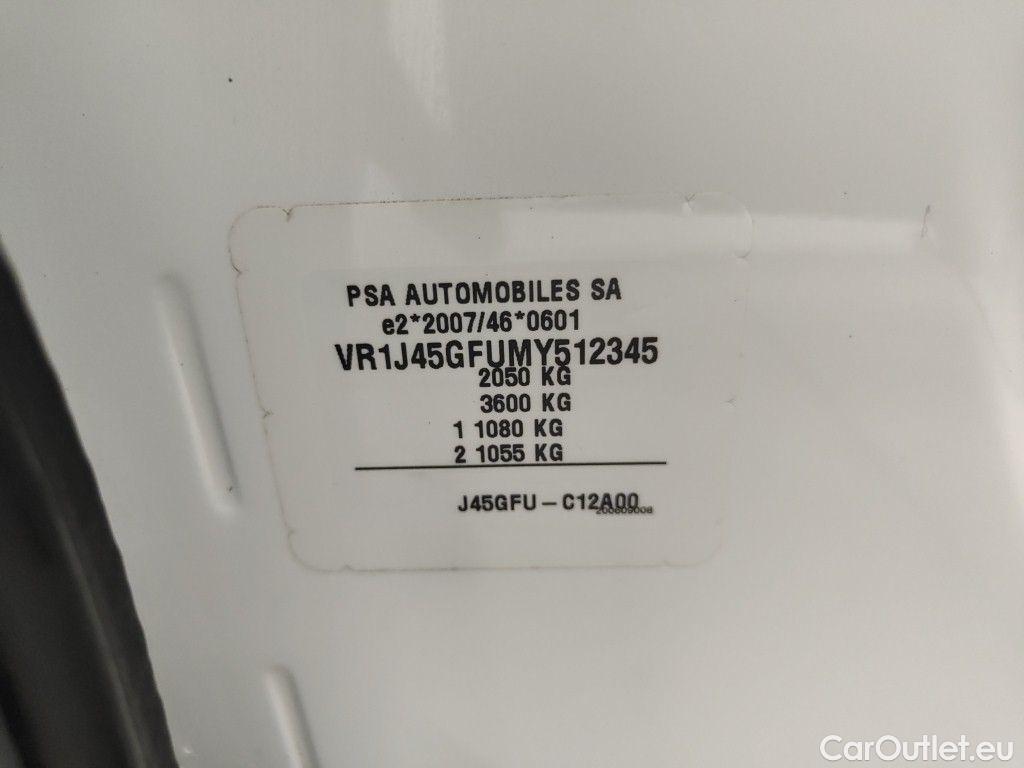 PSA AUTOMOBILES SA
e2*2007/46*0601
VR1J45GFUMY512345
2050 KG
3600 KG
1 1080 KG
2 1055 KG
J45GFU – C12A00
CarOutlet.eu